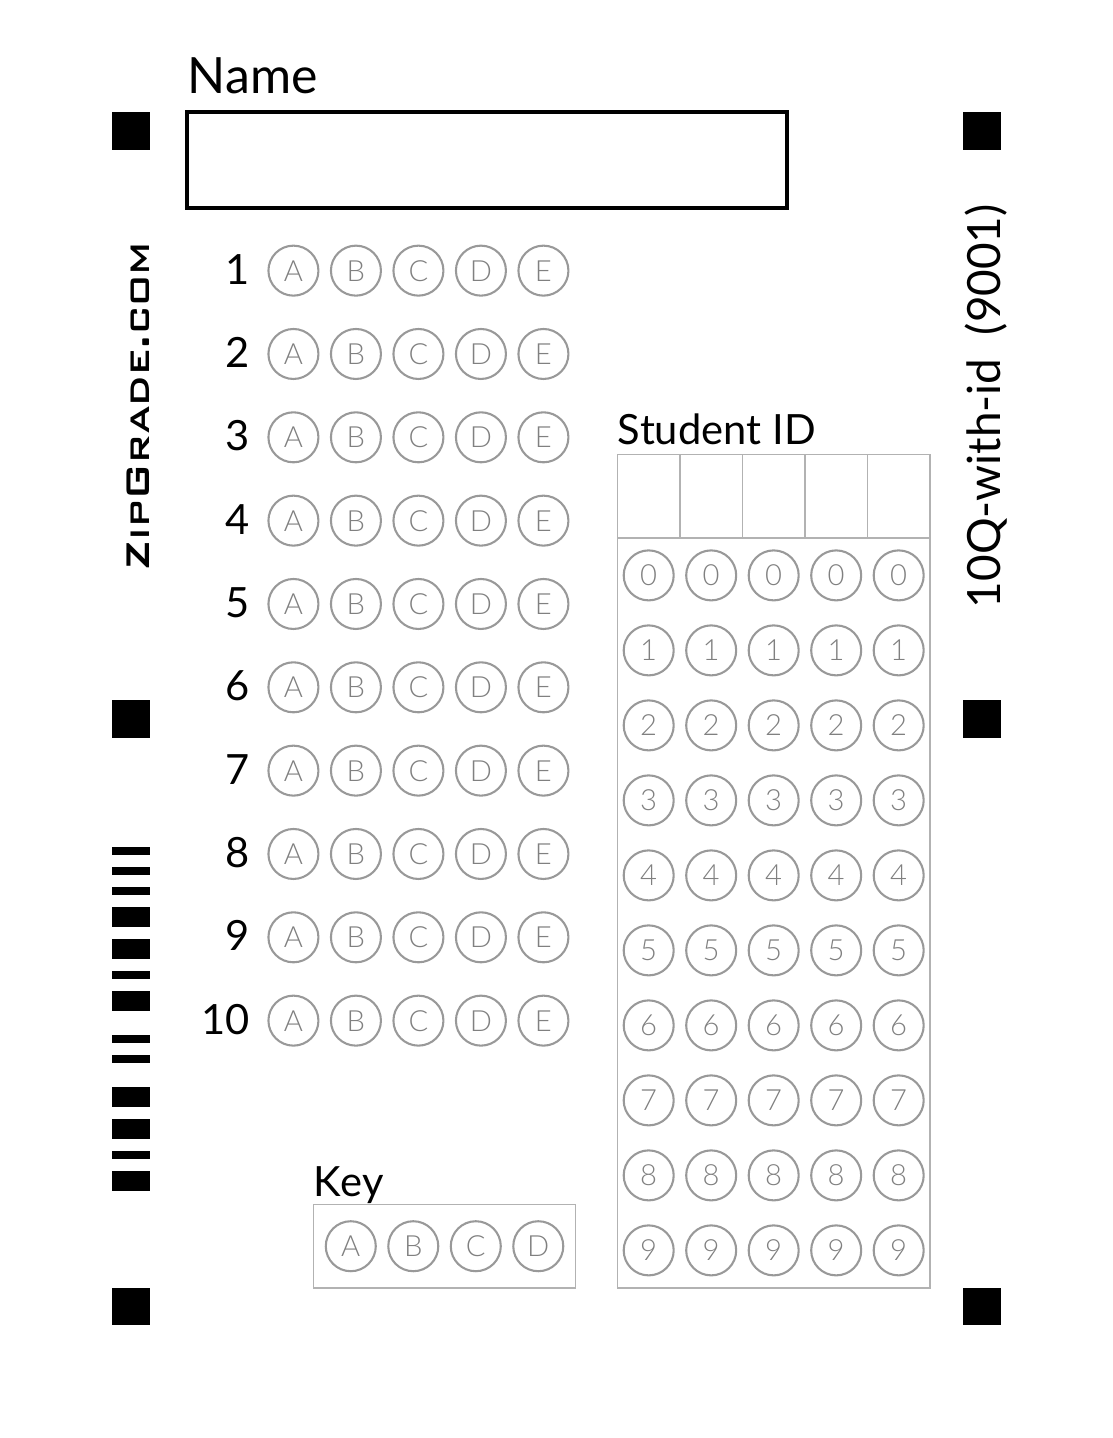 Name
1 A B C D E
2 A B C D E
3 A B C D E
4 A B C D E
5 A B C D E
6 A B C D E
7 A B C D E
8 A B C D E
9 A B C D E
10 A B C D E
Key
A B C D
Student ID
0 0 0 0 0
1 1 1 1 1
2 2 2 2 2
3 3 3 3 3
4 4 4 4 4
5 5 5 5 5
6 6 6 6 6
7 7 7 7 7
8 8 8 8 8
9 9 9 9 9
ZIPGRADE.COM
10Q-with-id (9001)